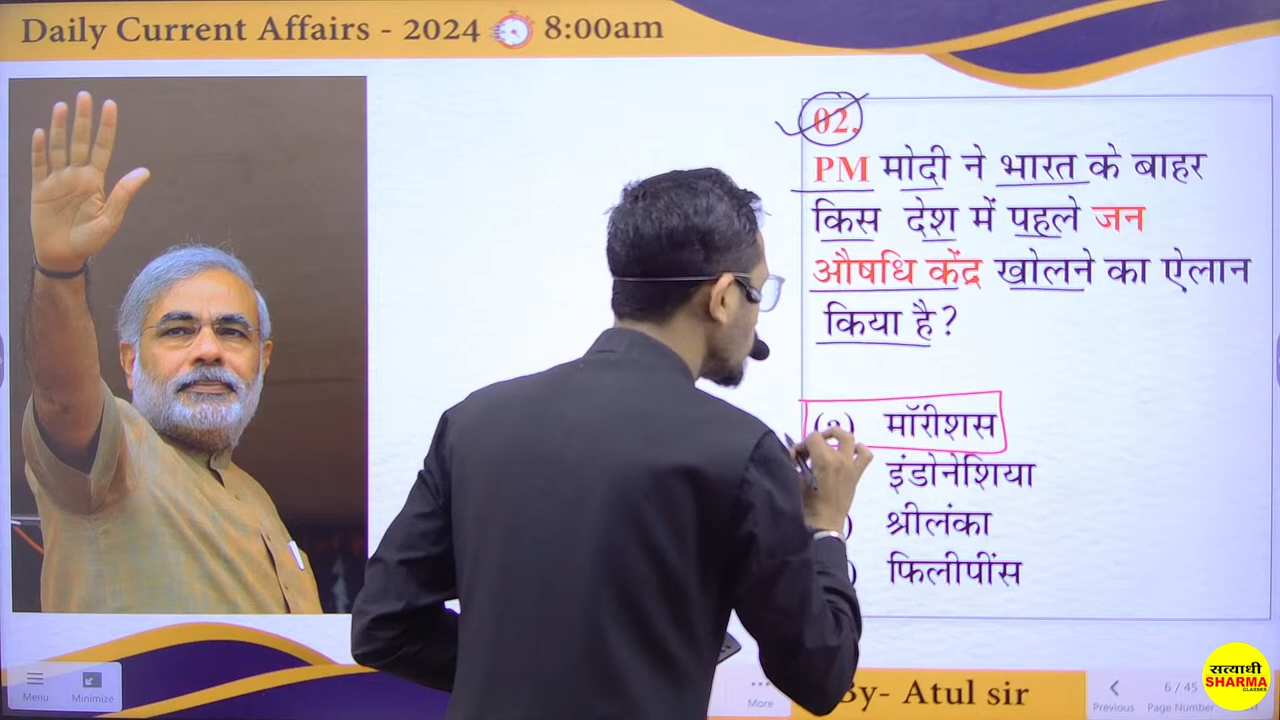 Daily Current Affairs - 2024 8:00am
02.
PM मोदी ने भारत के बाहर
किस देश में पहले जन
औषधि केंद्र खोलने का ऐलान
किया है?
(a) मॉरीशस
इंडोनेशिया
श्रीलंका
फिलीपींस
Menu
Minimize
More
By- Atul sir
Previous
6 / 45
Page Number
सत्याधी
SHARMA
CLASSES